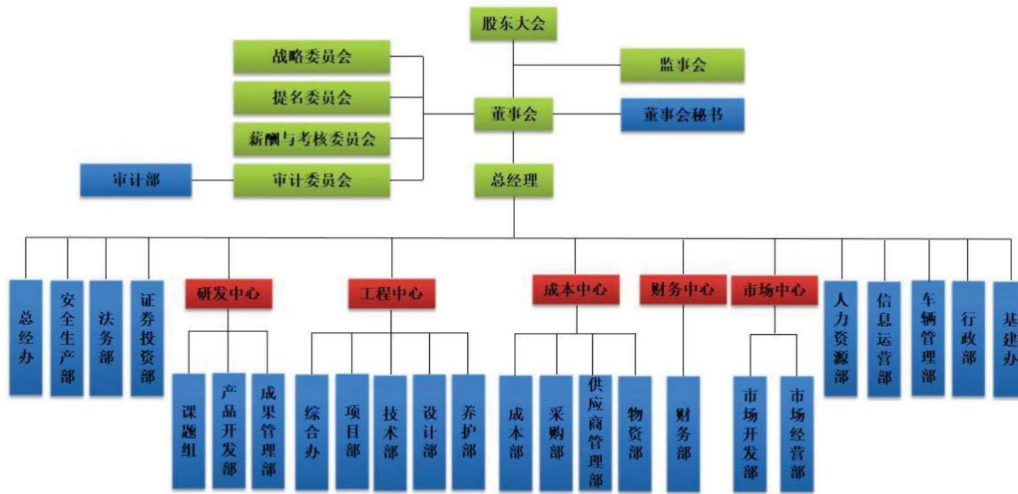 股东大会
战略委员会
监事会
提名委员会
董事会
董事会秘书
薪酬与考核委员会
审计部
审计委员会
总经理
总经办
安全生产部
法务部
证券投资部
研发中心
工程中心
成本中心
财务中心
市场中心
人力资源部
信息运营部
车辆管理部
行政部
基建办
课题组
产品开发部
成果管理部
综合办
项目部
技术部
设计部
养护部
成本部
采购部
供应商管理部
物资部
财务部
市场开发部
市场经营部